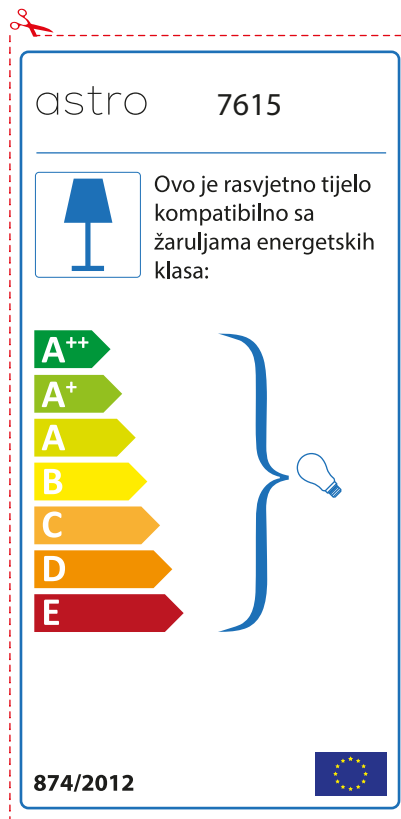 astro 7615
Ovo je rasvjetno tijelo
kompatibilno sa
žaruljama energetskih
klasa:
A++
A+
A
B
C
D
E
874/2012